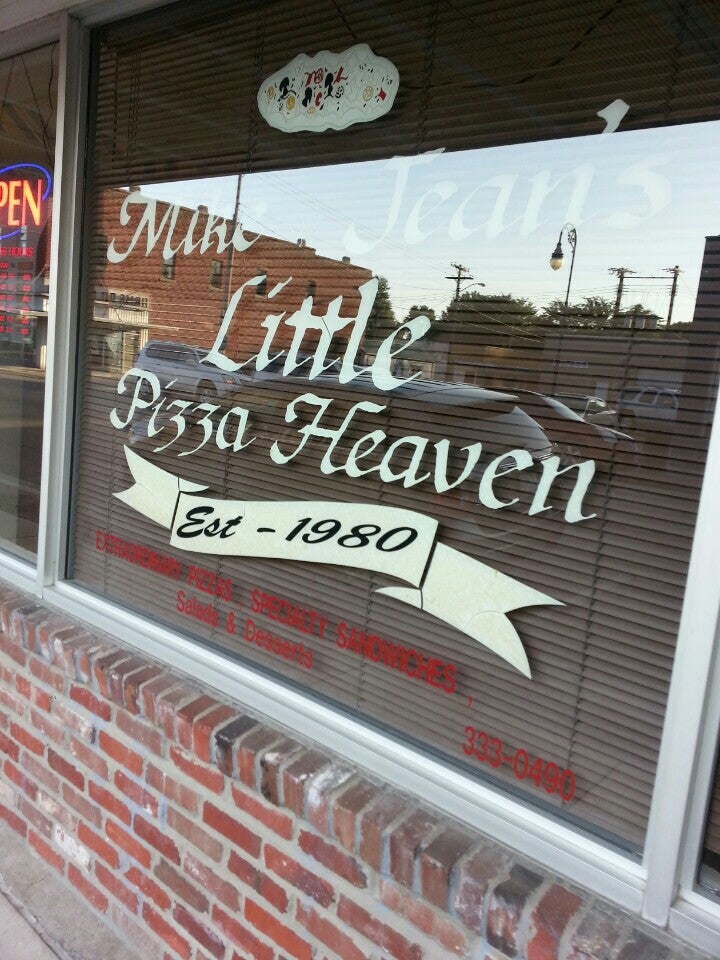 OPEN
Mike Jean's
Little
Pizza Heaven
Est - 1980
EXTRAORDINARY PIZZAS, SPECIALTY SANDWICHES,
Salads & Desserts
333-0490